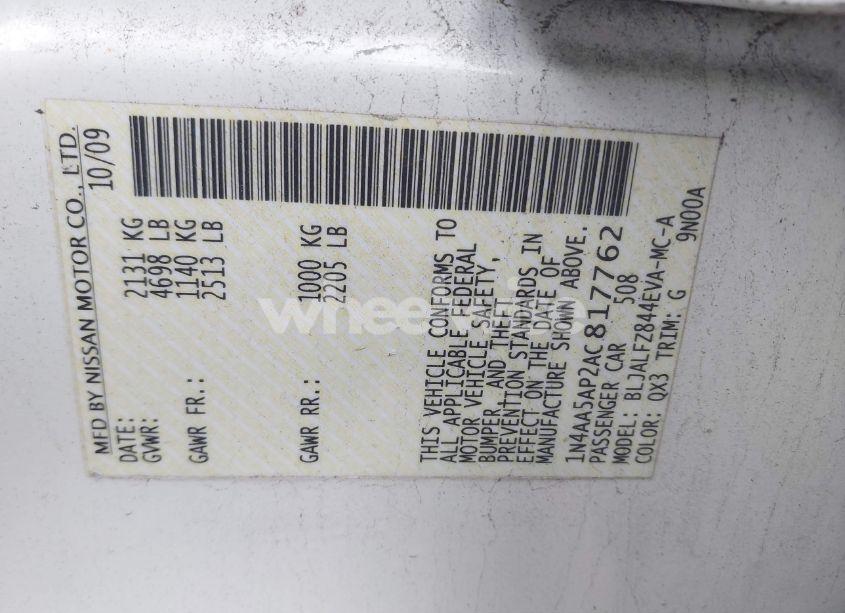 MFD BY NISSAN MOTOR CO., LTD.
DATE: 10/09
GVWR: 2131 KG
4698 LB
GAWR FR.: 1140 KG
2513 LB
GAWR RR.: 1000 KG
2205 LB
THIS VEHICLE CONFORMS TO
ALL APPLICABLE FEDERAL
MOTOR VEHICLE SAFETY,
BUMPER, AND THEFT
PREVENTION STANDARDS IN
EFFECT ON THE DATE OF
MANUFACTURE SHOWN ABOVE.
1N4AA5AP2AC817762
PASSENGER CAR 508
MODEL: BLJALFZ844EVA-MC-A
COLOR: QX3 TRIM: G 9N00A